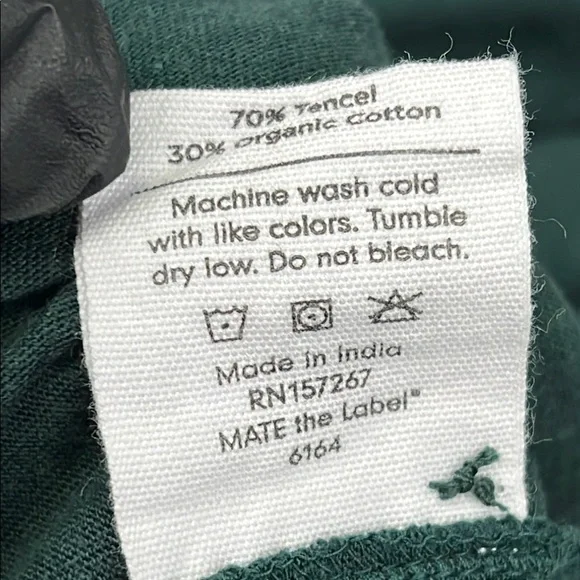 70% Tencel
30% organic cotton
Machine wash cold
with like colors. Tumble
dry low. Do not bleach.
Made in India
RN157267
MATE the Label®
6164